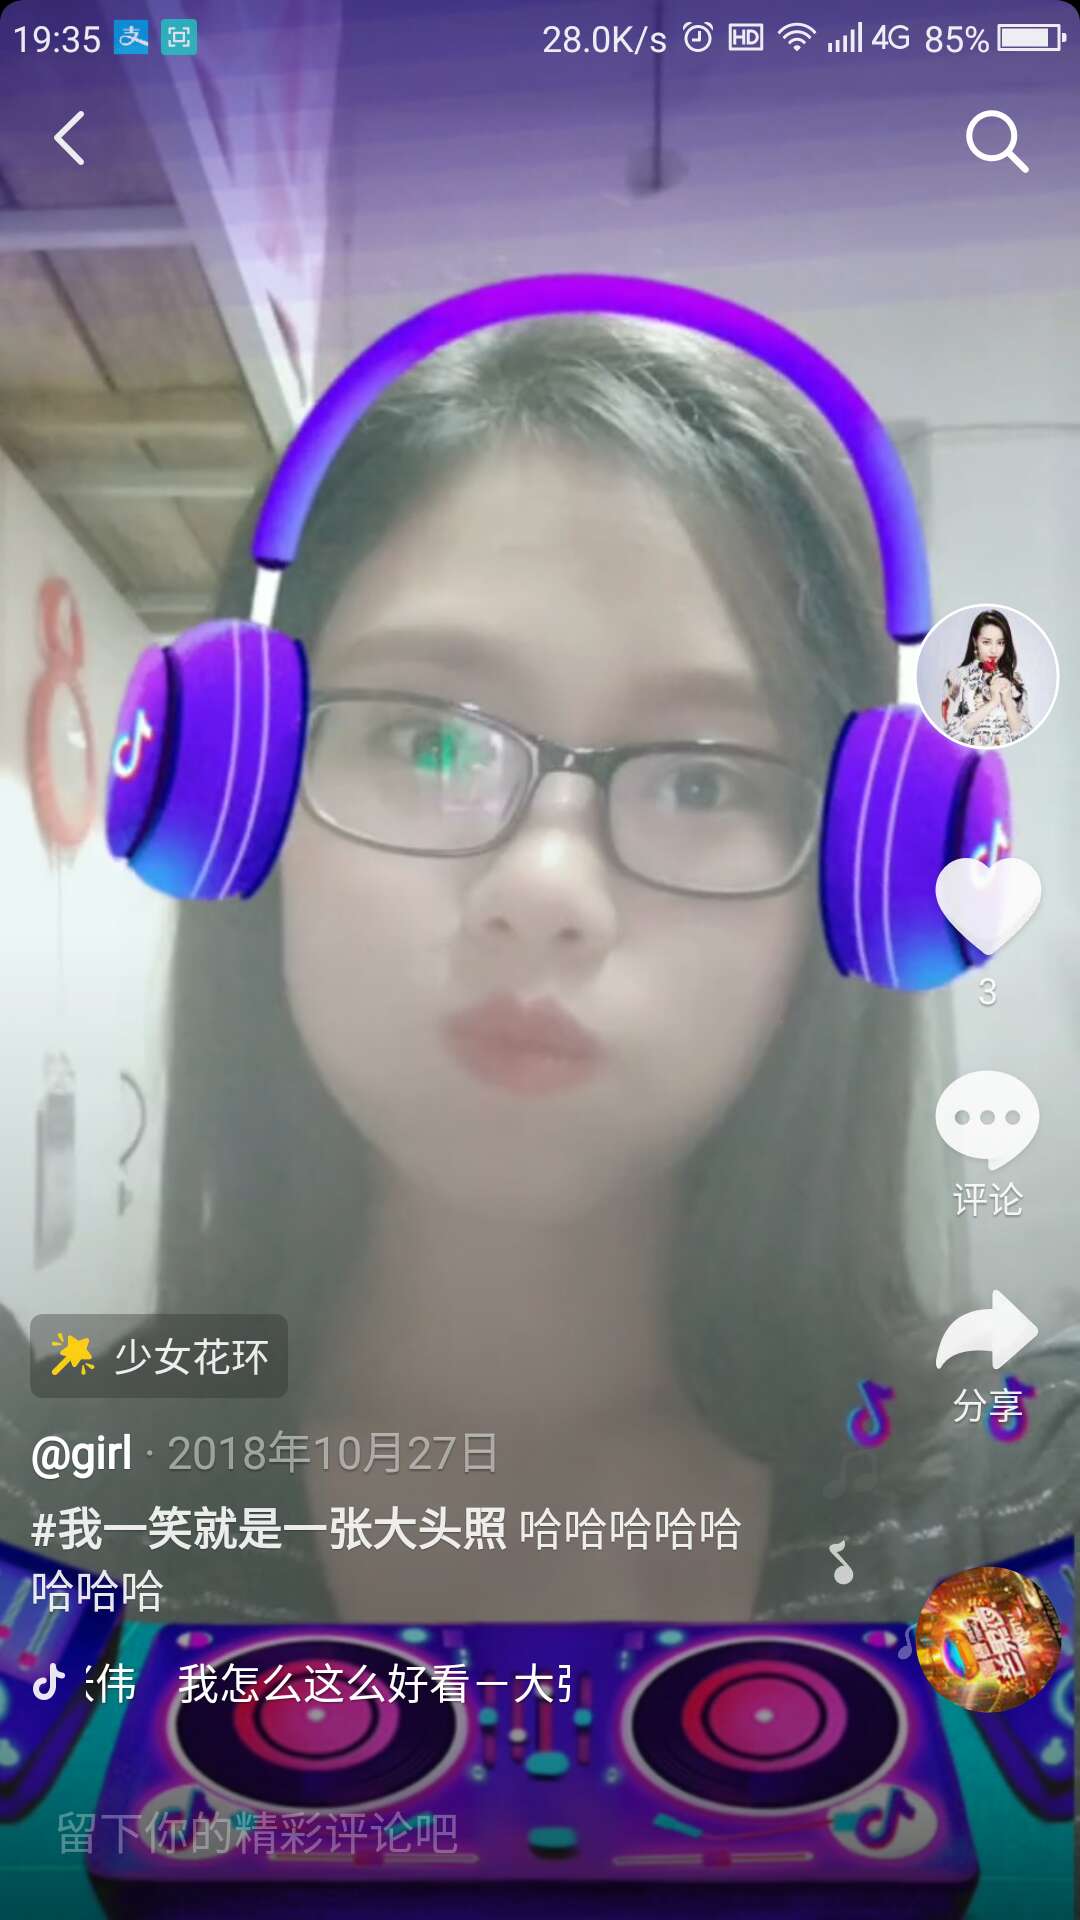 19:35 支 28.0K/s HD 4G 85%
3
评论
分享
少女花环
@girl · 2018年10月27日
#我一笑就是一张大头照 哈哈哈哈哈
哈哈哈
伟 我怎么这么好看－大张
留下你的精彩评论吧